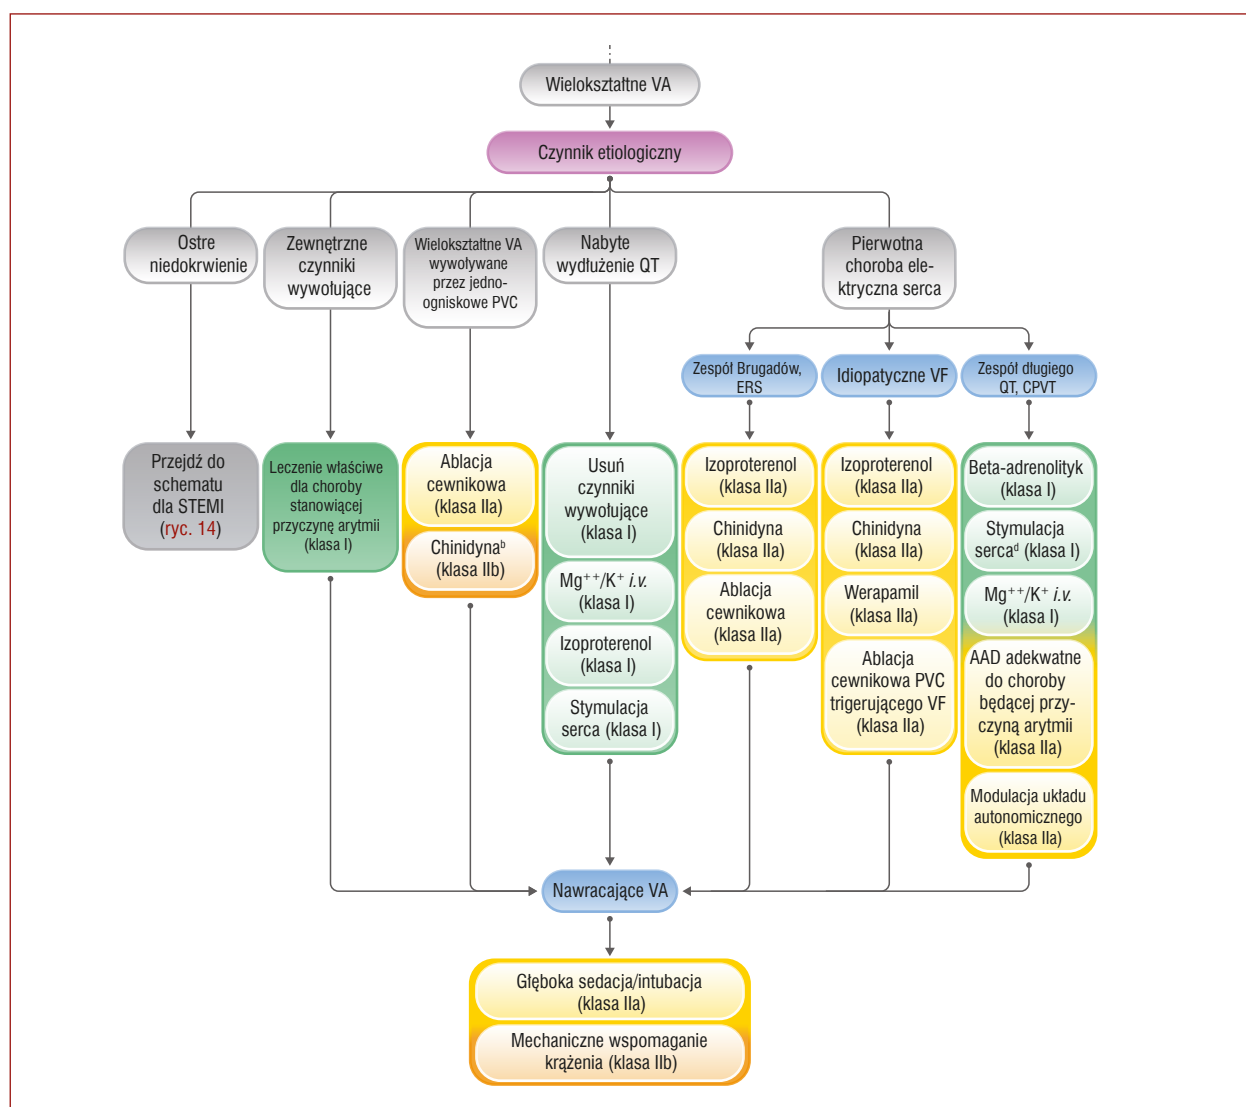 Wielokształtne VA
Czynnik etiologiczny
Ostre
niedokrwienie
Zewnętrzne
czynniki
wywołujące
Wielokształtne VA
wywoływane
przez jedno-
ogniskowe PVC
Nabyte
wydłużenie QT
Pierwotna
choroba ele-
ktryczna serca
Zespół Brugadów,
ERS
Idiopatyczne VF
Zespół długiego
QT, CPVT
Przejdź do
schematu
dla STEMI
(ryc. 14)
Leczenie właściwe
dla choroby
stanowiącej
przyczynę arytmii
(klasa I)
Ablacja
cewnikowa
(klasa IIa)
Chinidynaᵇ
(klasa IIb)
Usuń
czynniki
wywołujące
(klasa I)
Mg⁺⁺/K⁺ i.v.
(klasa I)
Izoproterenol
(klasa I)
Stymulacja
serca (klasa I)
Izoproterenol
(klasa IIa)
Chinidyna
(klasa IIa)
Ablacja
cewnikowa
(klasa IIa)
Izoproterenol
(klasa IIa)
Chinidyna
(klasa IIa)
Werapamil
(klasa IIa)
Ablacja
cewnikowa PVC
trigerującego VF
(klasa IIa)
Beta-adrenolityk
(klasa I)
Stymulacja
sercaᵈ (klasa I)
Mg⁺⁺/K⁺ i.v.
(klasa I)
AAD adekwatne
do choroby
będącej przy-
czyną arytmii
(klasa IIa)
Modulacja układu
autonomicznego
(klasa IIa)
Nawracające VA
Głęboka sedacja/intubacja
(klasa IIa)
Mechaniczne wspomaganie
krążenia (klasa IIb)